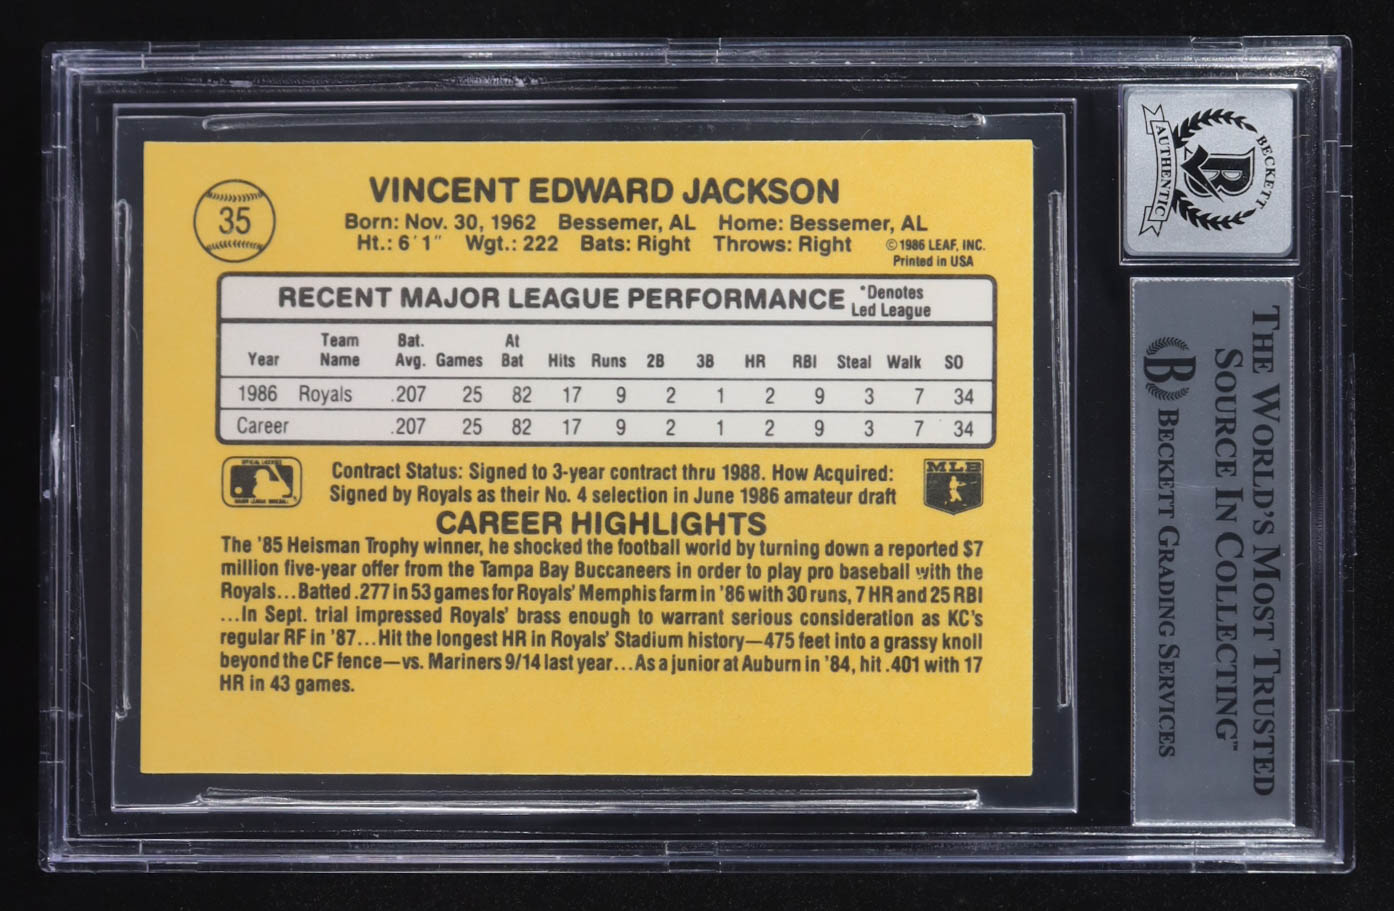 35
VINCENT EDWARD JACKSON
Born: Nov. 30, 1962 Bessemer, AL Home: Bessemer, AL
Ht.: 6'1" Wgt.: 222 Bats: Right Throws: Right
©1986 LEAF, INC.
Printed in USA
RECENT MAJOR LEAGUE PERFORMANCE
*Denotes
Led League
Year Team Name Bat. Avg. Games At Bat Hits Runs 2B 3B HR RBI Steal Walk SO
1986 Royals .207 25 82 17 9 2 1 2 9 3 7 34
Career .207 25 82 17 9 2 1 2 9 3 7 34
MLB
Contract Status: Signed to 3-year contract thru 1988. How Acquired:
Signed by Royals as their No. 4 selection in June 1986 amateur draft
CAREER HIGHLIGHTS
The '85 Heisman Trophy winner, he shocked the football world by turning down a reported $7
million five-year offer from the Tampa Bay Buccaneers in order to play pro baseball with the
Royals...Batted .277 in 53 games for Royals' Memphis farm in '86 with 30 runs, 7 HR and 25 RBI
...In Sept. trial impressed Royals' brass enough to warrant serious consideration as KC's
regular RF in '87...Hit the longest HR in Royals' Stadium history—475 feet into a grassy knoll
beyond the CF fence—vs. Mariners 9/14 last year...As a junior at Auburn in '84, hit .401 with 17
HR in 43 games.
BECKETT
AUTHENTIC
B
THE WORLD'S MOST TRUSTED
SOURCE IN COLLECTING™
B BECKETT GRADING SERVICES